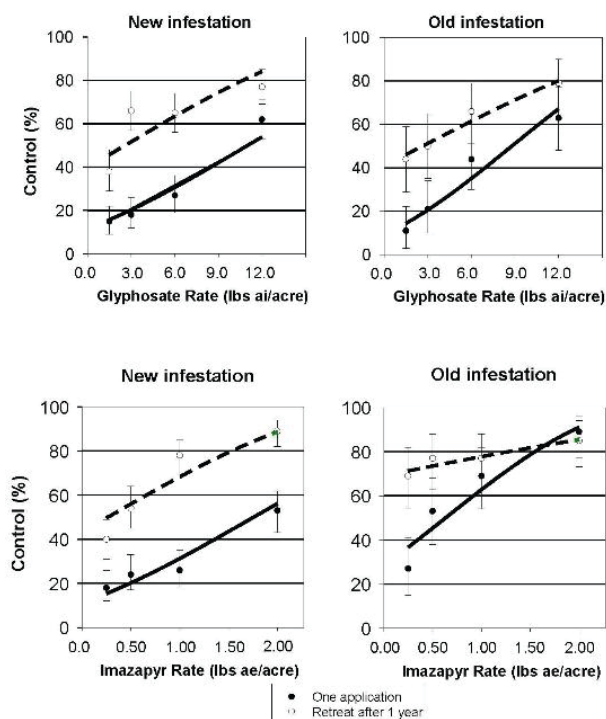 New infestation
Control (%)
100
80
60
40
20
0
0.0 3.0 6.0 9.0 12.0
Glyphosate Rate (lbs ai/acre)
Old infestation
100
80
60
40
20
0
0.0 3.0 6.0 9.0 12.0
Glyphosate Rate (lbs ai/acre)
New infestation
Control (%)
100
80
60
40
20
0
0.00 0.50 1.00 1.50 2.00
Imazapyr Rate (lbs ae/acre)
Old infestation
100
80
60
40
20
0
0.00 0.50 1.00 1.50 2.00
Imazapyr Rate (lbs ae/acre)
One application
Retreat after 1 year